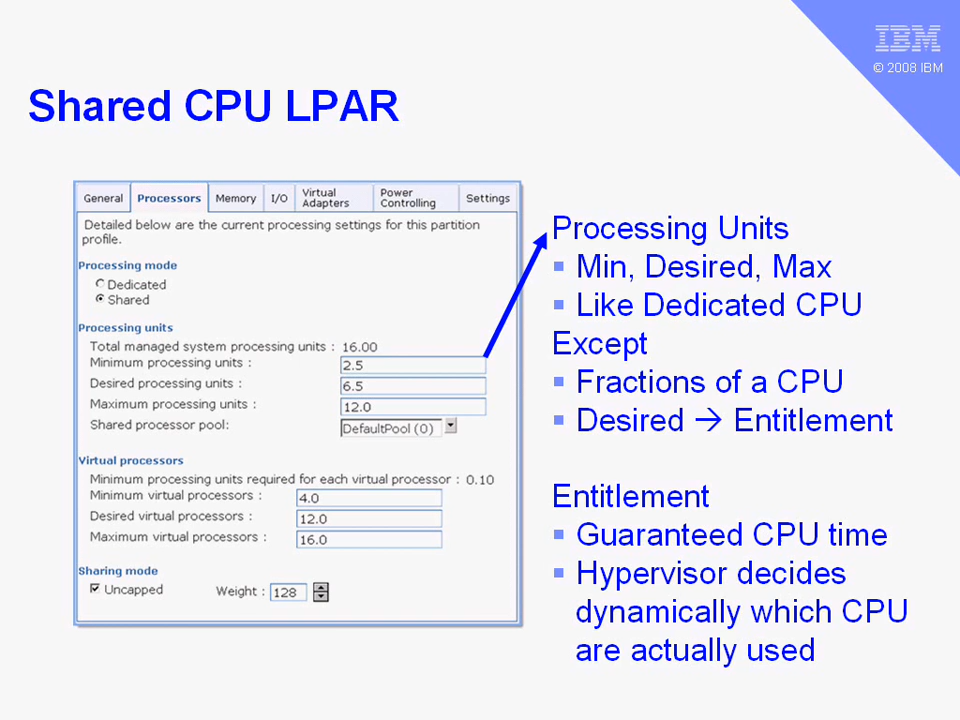 IBM
© 2008 IBM
Shared CPU LPAR
General Processors Memory I/O Virtual Adapters Power Controlling Settings
Detailed below are the current processing settings for this partition
profile.
Processing mode
Dedicated
Shared
Processing units
Total managed system processing units : 16.00
Minimum processing units : 2.5
Desired processing units : 6.5
Maximum processing units : 12.0
Shared processor pool: DefaultPool (0)
Virtual processors
Minimum processing units required for each virtual processor : 0.10
Minimum virtual processors : 4.0
Desired virtual processors : 12.0
Maximum virtual processors : 16.0
Sharing mode
Uncapped Weight : 128
Processing Units
▪ Min, Desired, Max
▪ Like Dedicated CPU
Except
▪ Fractions of a CPU
▪ Desired → Entitlement
Entitlement
▪ Guaranteed CPU time
▪ Hypervisor decides
dynamically which CPU
are actually used